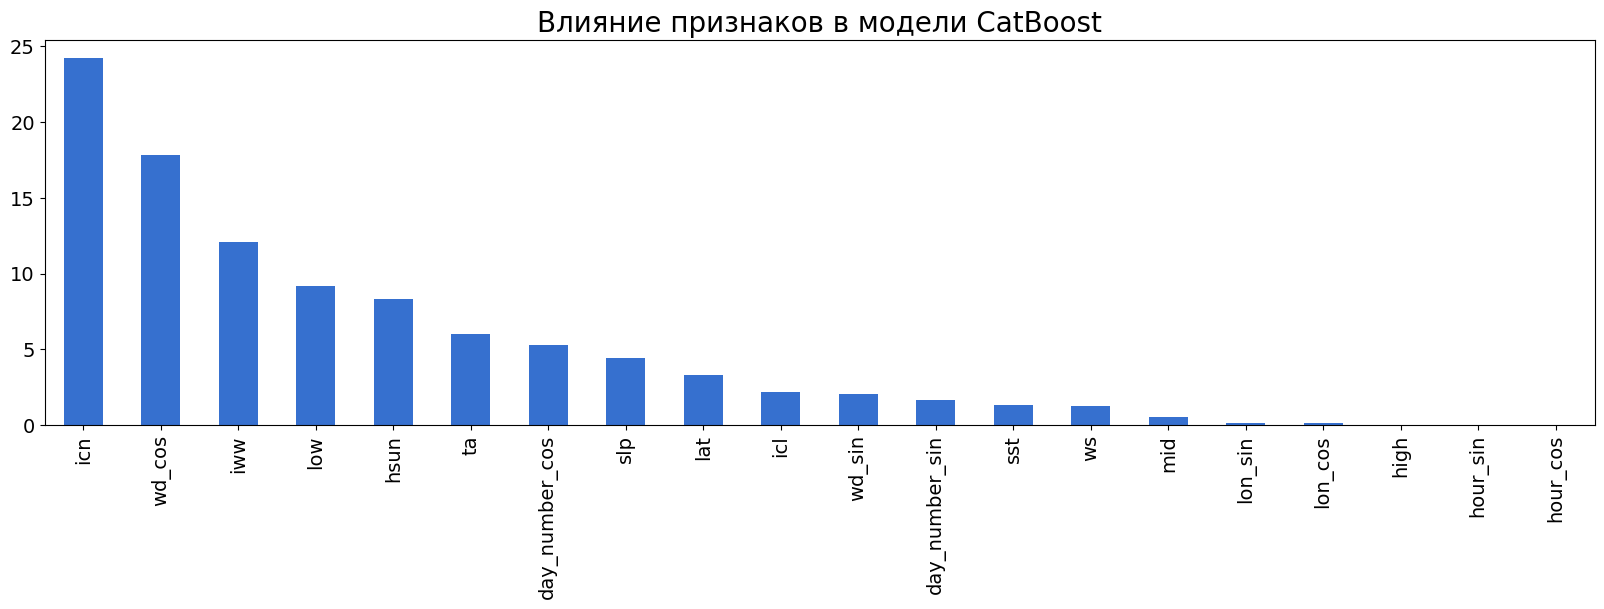 Влияние признаков в модели CatBoost
25
20
15
10
5
0
icn
wd_cos
iww
low
hsun
ta
day_number_cos
slp
lat
icl
wd_sin
day_number_sin
sst
ws
mid
lon_sin
lon_cos
high
hour_sin
hour_cos